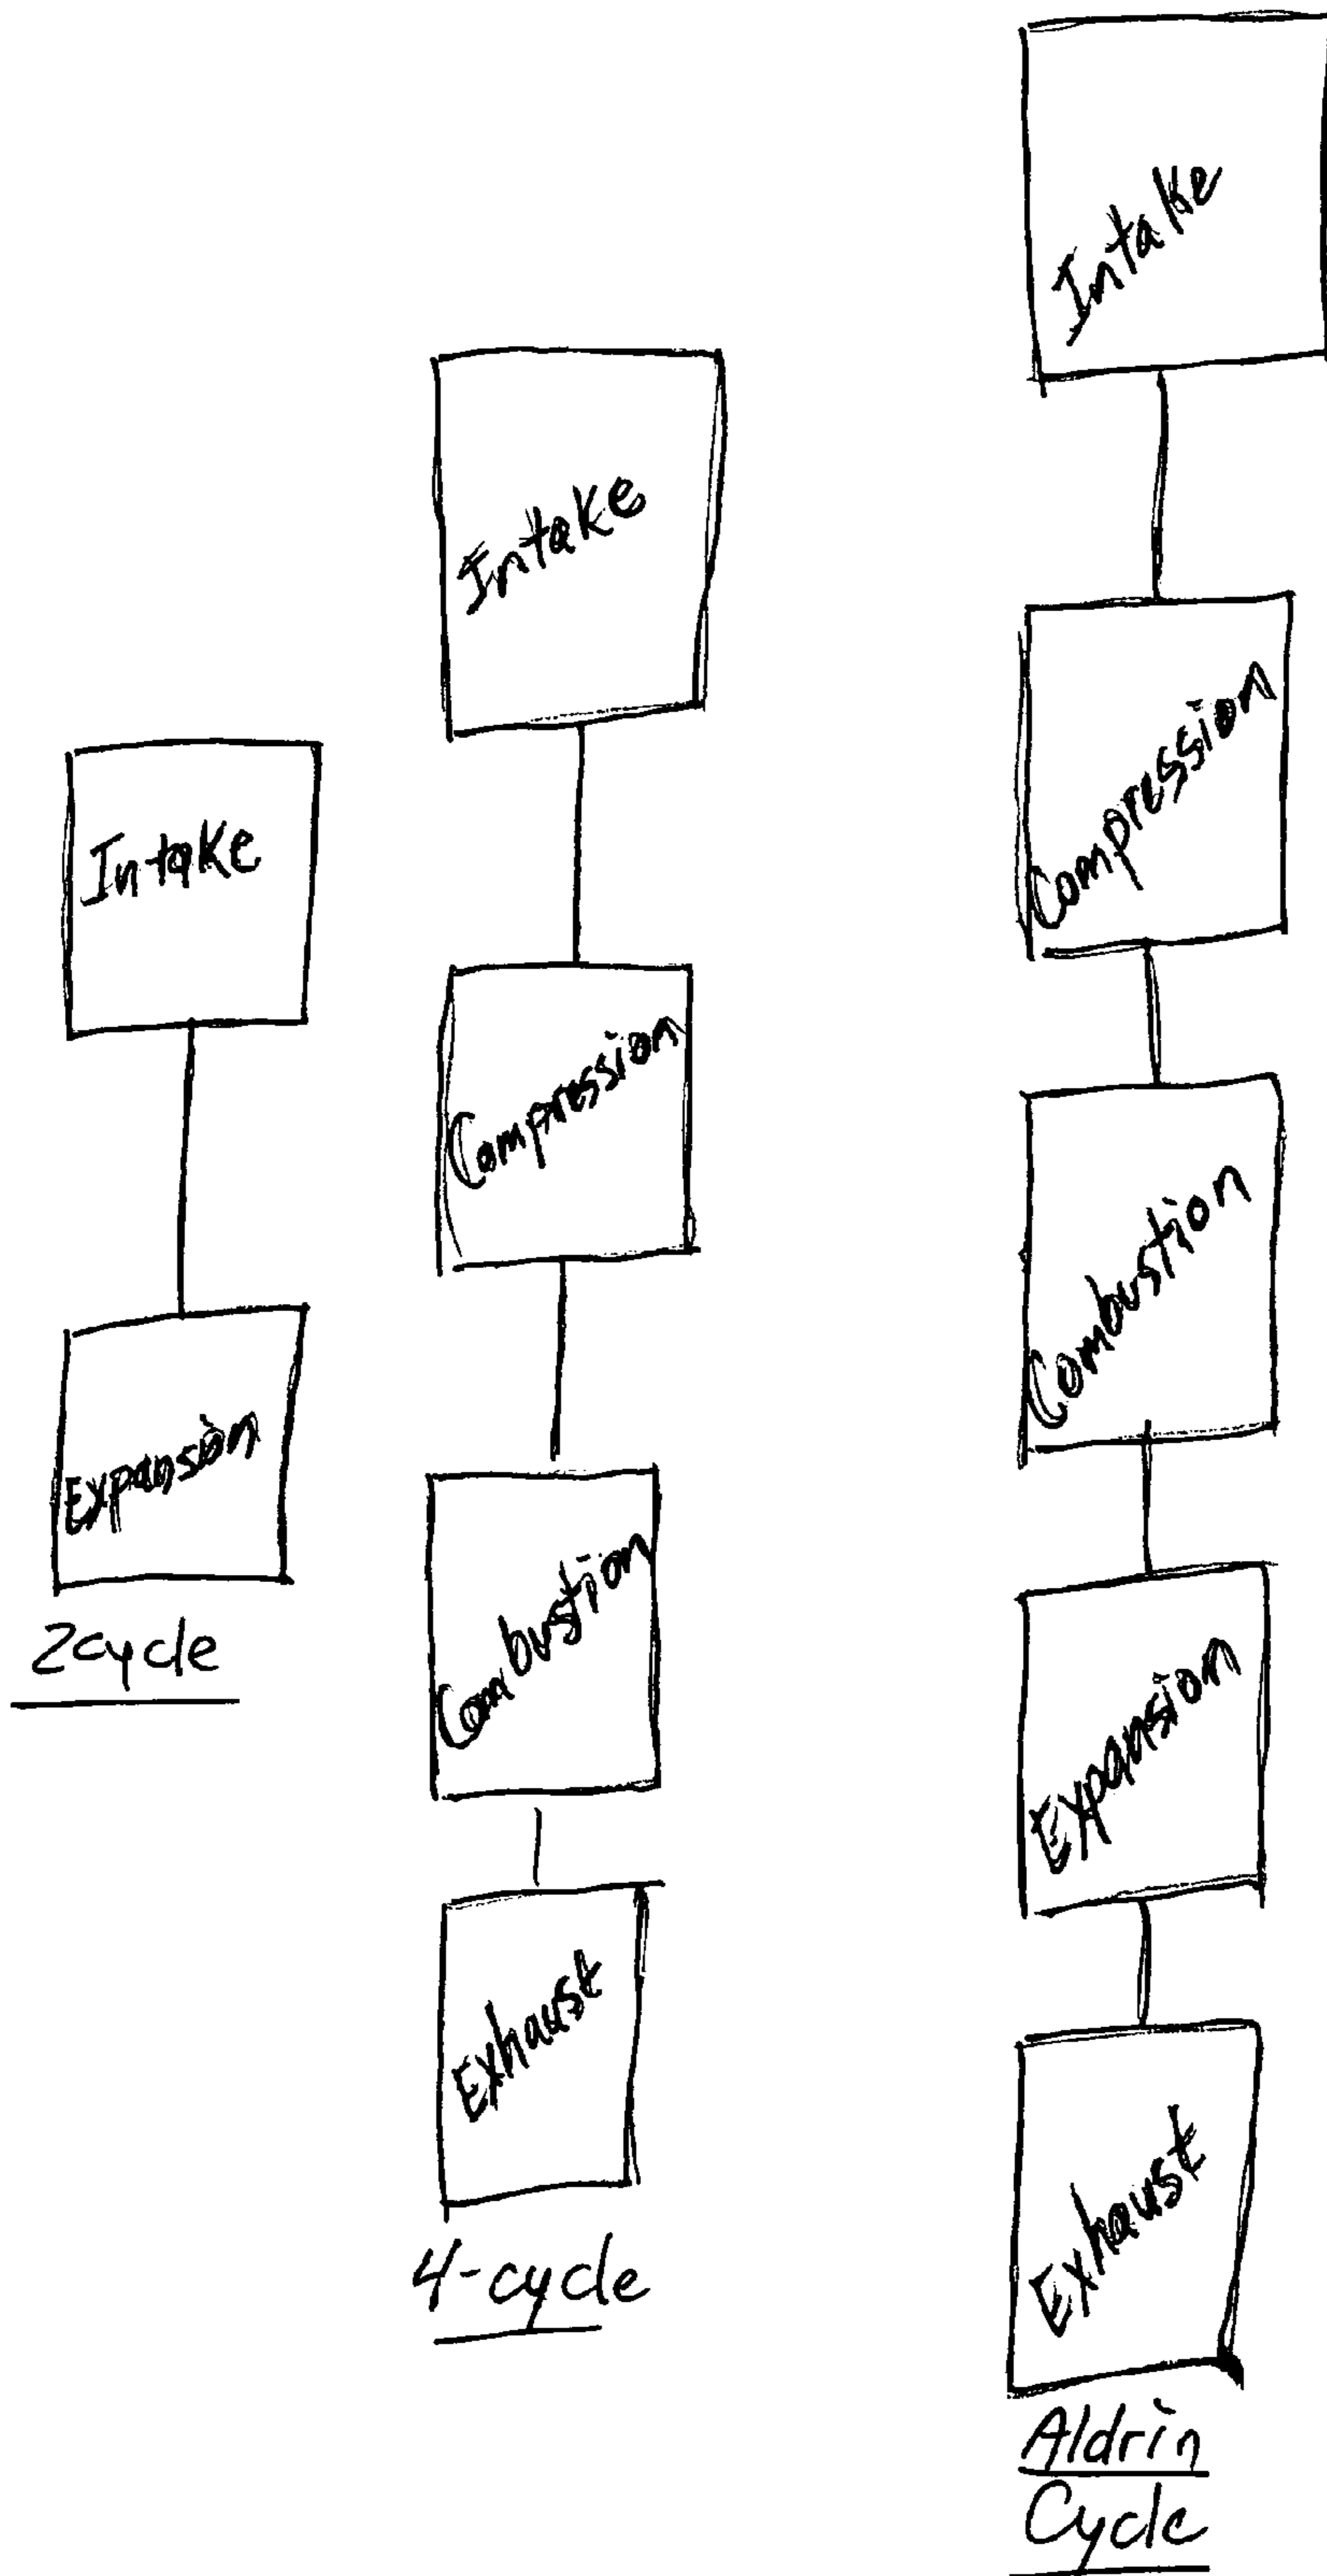 Intake
Expansion
2cycle
Intake
Compression
Combustion
Exhaust
4-cycle
Intake
Compression
Combustion
Expansion
Exhaust
Aldrin
Cycle